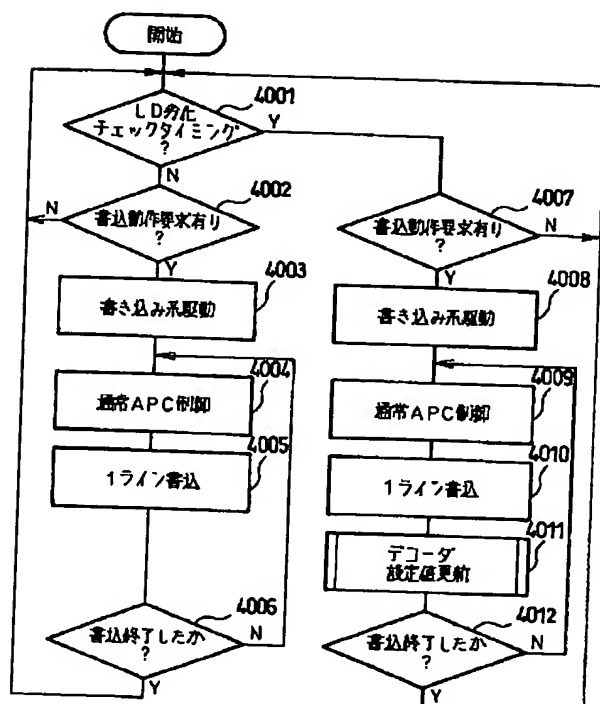 開始
4001
LD劣化
チェックタイミング
?
Y
N
4002
N
書込動作要求有り
?
Y
4003
書き込み系駆動
4004
通常APC制御
4005
1ライン書込
4006
書込終了したか
?
N
Y
4007
書込動作要求有り
?
N
Y
4008
書き込み系駆動
4009
通常APC制御
4010
1ライン書込
4011
デコーダ
設定値更新
4012
書込終了したか
?
N
Y